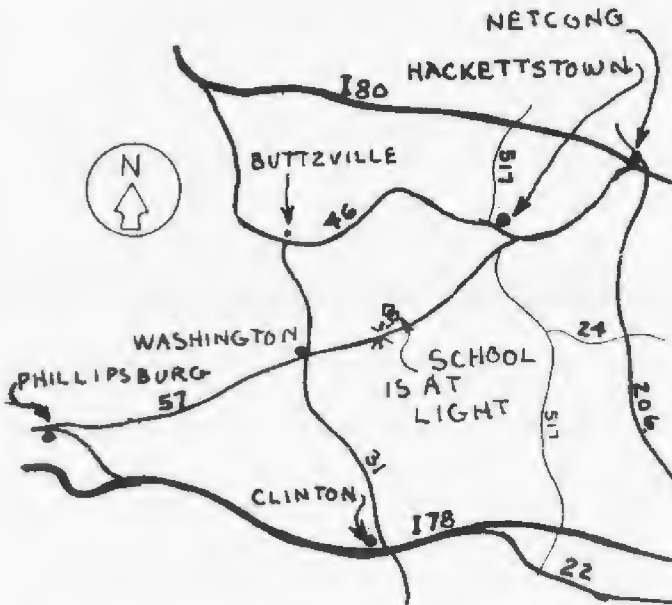 NETCONG
HACKETTSTOWN
I80
517
N
BUTTZVILLE
46
WASHINGTON
24
SCHOOL
IS AT
LIGHT
PHILLIPSBURG
57
206
517
31
CLINTON
I78
22